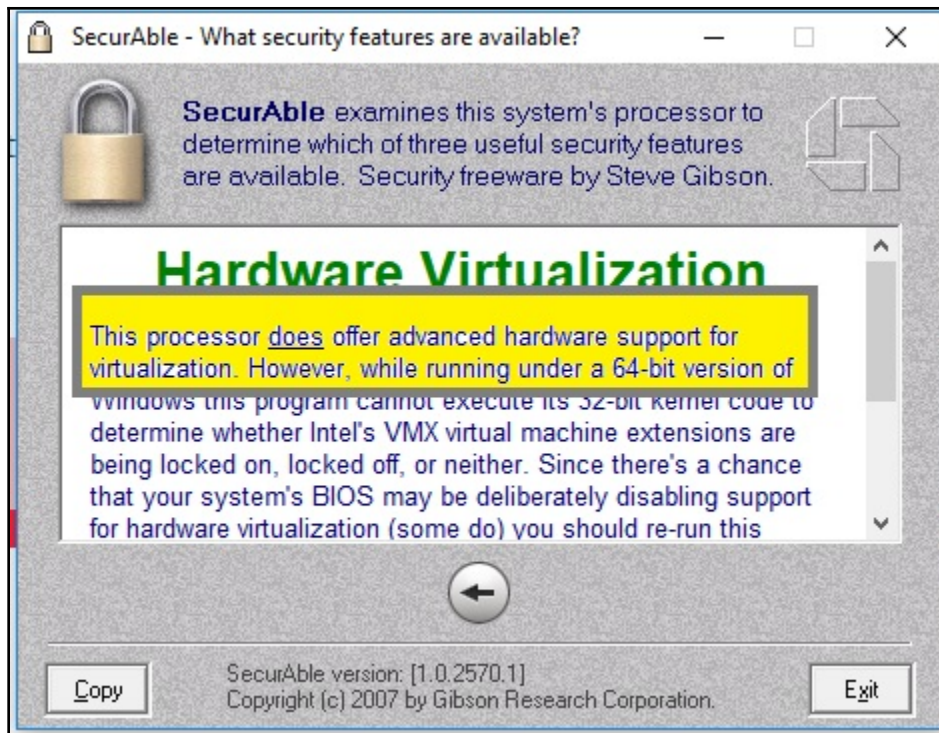 SecurAble - What security features are available?
SecurAble examines this system's processor to
determine which of three useful security features
are available. Security freeware by Steve Gibson.
Hardware Virtualization
This processor does offer advanced hardware support for
virtualization. However, while running under a 64-bit version of
Windows this program cannot execute its 32-bit kernel code to
determine whether Intel's VMX virtual machine extensions are
being locked on, locked off, or neither. Since there's a chance
that your system's BIOS may be deliberately disabling support
for hardware virtualization (some do) you should re-run this
Copy
SecurAble version: [1.0.2570.1]
Copyright (c) 2007 by Gibson Research Corporation.
Exit